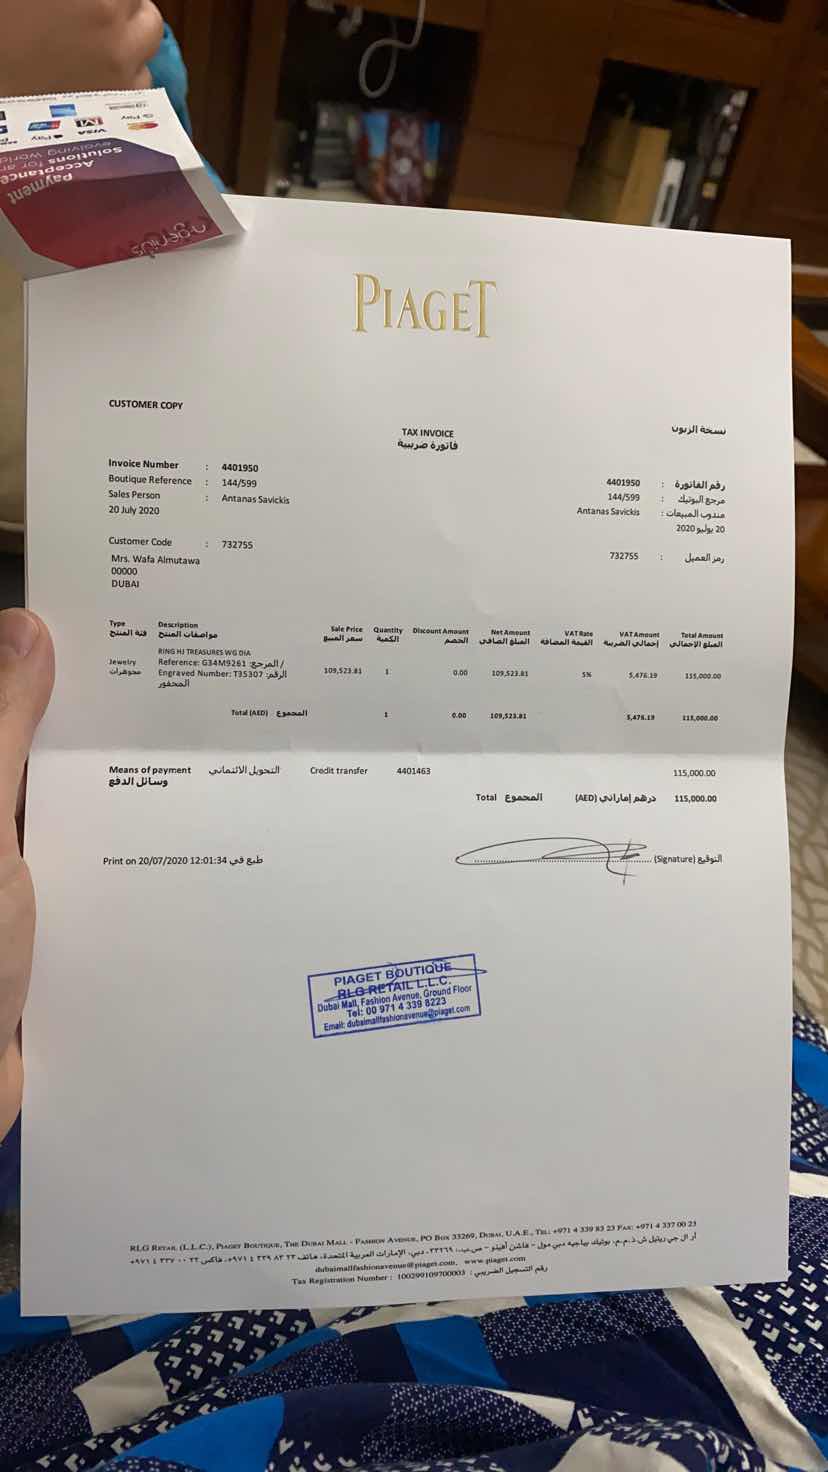 n-genius
Payment
Acceptance
Solutions for an
evolving World
VISA
Pay
G Pay
PIAGET
CUSTOMER COPY
نسخة الزبون
TAX INVOICE
فاتورة ضريبية
Invoice Number : 4401950
4401950 : رقم الفاتورة
Boutique Reference : 144/599
144/599 : مرجع البوتيك
Sales Person : Antanas Savickis
Antanas Savickis : مندوب المبيعات
20 July 2020
20 يوليو 2020
Customer Code : 732755
732755 : رمز العميل
Mrs. Wafa Almutawa
00000
DUBAI
Type Description Sale Price Quantity Discount Amount Net Amount VAT Rate VAT Amount Total Amount
فئة المنتج مواصفات المنتج سعر المبيع الكمية الخصم المبلغ الصافي القيمة المضافة إجمالي الضريبة المبلغ الإجمالي
RING HJ TREASURES WG DIA
Jewelry Reference: G34M9261 :المرجع /
مجوهرات Engraved Number: T35307 :الرقم 109,523.81 1 0.00 109,523.81 5% 5,476.19 115,000.00
المحفور
Total (AED) المجموع 1 0.00 109,523.81 5,476.19 115,000.00
Means of payment التحويل الائتماني Credit transfer 4401463 115,000.00
وسائل الدفع
Total المجموع (AED) درهم إماراتي 115,000.00
Print on 20/07/2020 12:01:34 طبع في
(Signature) التوقيع
PIAGET BOUTIQUE
RLG RETAIL L.L.C.
Dubai Mall, Fashion Avenue, Ground Floor
Tel: 00 971 4 339 8223
Email: dubaimallfashionavenue@piaget.com
RLG Retail (L.L.C.), Piaget Boutique, The Dubai Mall - Fashion Avenue, PO Box 33269, Dubai, U.A.E., Tel: +971 4 339 83 23 Fax: +971 4 337 00 23
أر ال جي ريتيل ش.ذ.م.م، بوتيك بياجيه دبي مول - فاشن أفينو - ص.ب.، ٣٣٢٦٩، دبي، الإمارات العربية المتحدة، هاتف ٢٣ ٨٣ ٣٣٩ ٤ ٩٧١+، فاكس ٢٣ ٠٠ ٣٣٧ ٤ ٩٧١+
dubaimallfashionavenue@piaget.com, www.piaget.com
Tax Registration Number : 100299109700003 : رقم التسجيل الضريبي